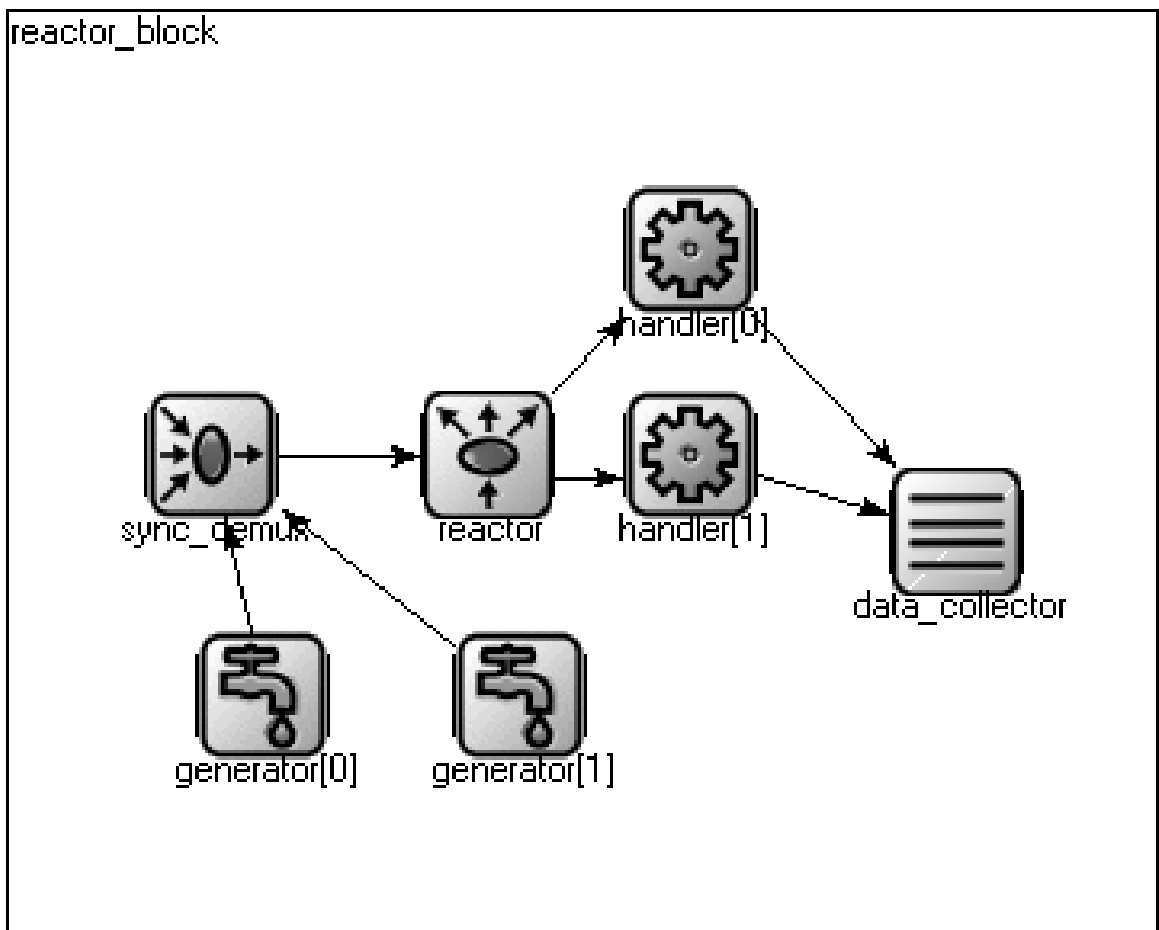 reactor_block
handler[0]
sync_demux
reactor
handler[1]
data_collector
generator[0]
generator[1]